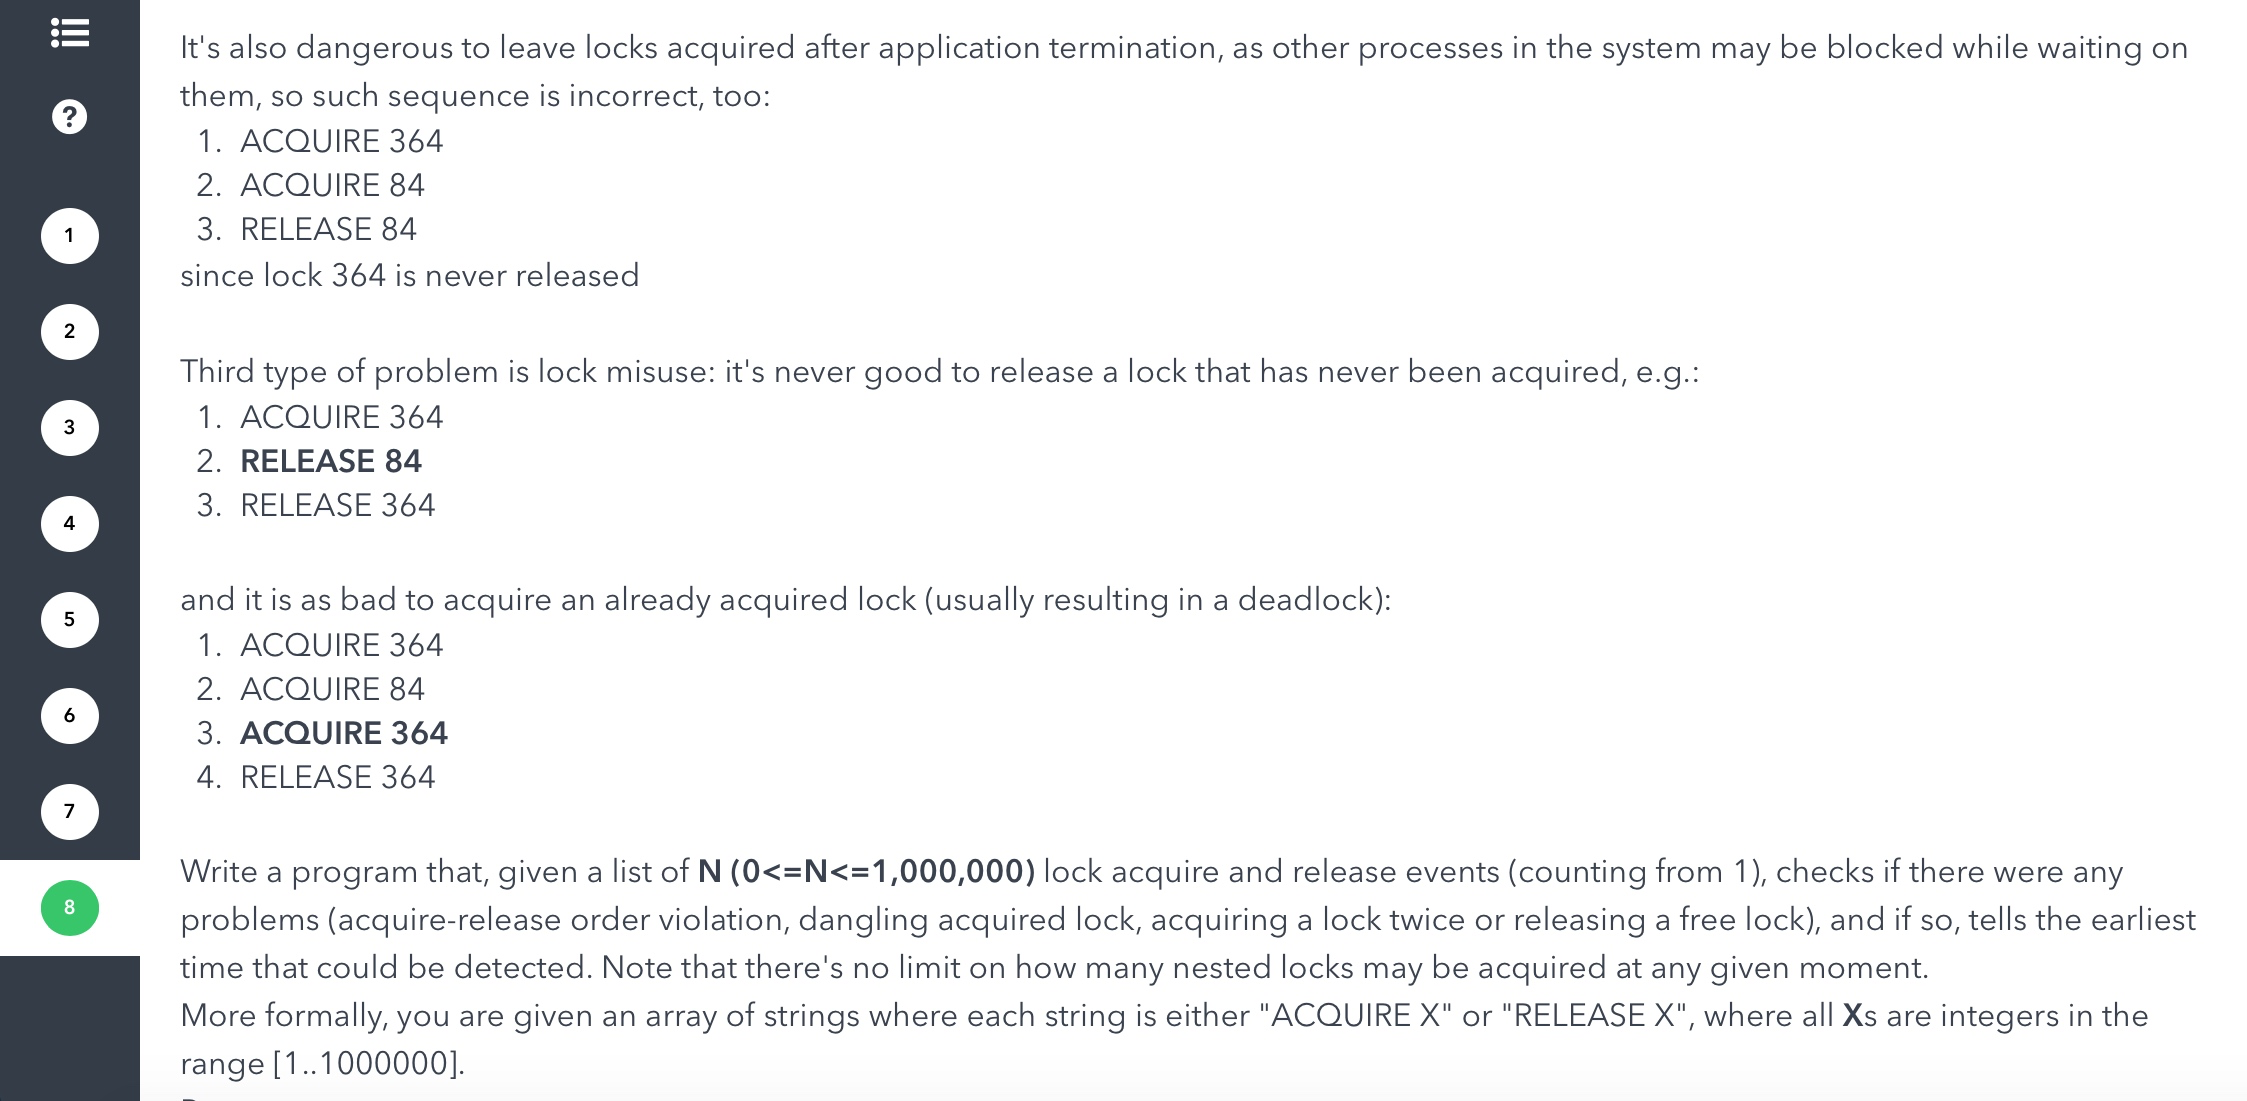 It's also dangerous to leave locks acquired after application termination, as other processes in the system may be blocked while waiting on
them, so such sequence is incorrect, too:
1. ACQUIRE 364
2. ACQUIRE 84
3. RELEASE 84
since lock 364 is never released
Third type of problem is lock misuse: it's never good to release a lock that has never been acquired, e.g.:
1. ACQUIRE 364
2. RELEASE 84
3. RELEASE 364
and it is as bad to acquire an already acquired lock (usually resulting in a deadlock):
1. ACQUIRE 364
2. ACQUIRE 84
3. ACQUIRE 364
4. RELEASE 364
Write a program that, given a list of N (0<=N<=1,000,000) lock acquire and release events (counting from 1), checks if there were any
problems (acquire-release order violation, dangling acquired lock, acquiring a lock twice or releasing a free lock), and if so, tells the earliest
time that could be detected. Note that there's no limit on how many nested locks may be acquired at any given moment.
More formally, you are given an array of strings where each string is either "ACQUIRE X" or "RELEASE X", where all Xs are integers in the
range [1..1000000].
?
1
2
3
4
5
6
7
8